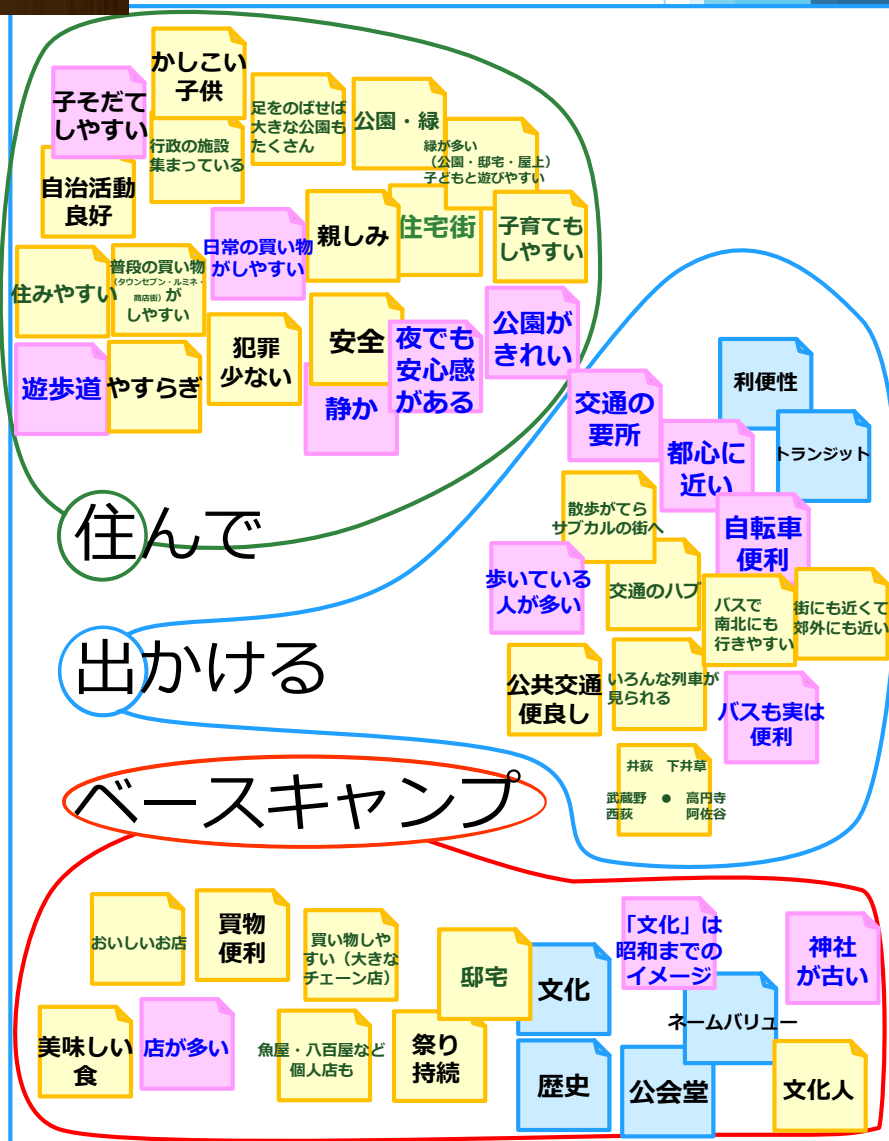 かしこい
子供
子そだて
しやすい
足をのばせば
大きな公園も
たくさん
公園・緑
行政の施設
集まっている
緑が多い
（公園・邸宅・屋上）
子どもと遊びやすい
自治活動
良好
日常の買い物
がしやすい
親しみ
住宅街
子育ても
しやすい
住みやすい
普段の買い物
（タウンセブン・ルミネ・
商店街）が
しやすい
犯罪
少ない
安全
夜でも
安心感
がある
公園が
きれい
遊歩道
やすらぎ
静か
住んで
利便性
交通の
要所
都心に
近い
トランジット
散歩がてら
サブカルの街へ
自転車
便利
歩いている
人が多い
交通のハブ
バスで
南北にも
行きやすい
街にも近くて
郊外にも近い
出かける
公共交通
便良し
いろんな列車が
見られる
バスも実は
便利
井荻　下井草
武蔵野　●　高円寺
西荻　　　阿佐谷
ベースキャンプ
おいしいお店
買物
便利
買い物しや
すい（大きな
チェーン店）
邸宅
文化
「文化」は
昭和までの
イメージ
神社
が古い
ネームバリュー
美味しい
食
店が多い
魚屋・八百屋など
個人店も
祭り
持続
歴史
公会堂
文化人